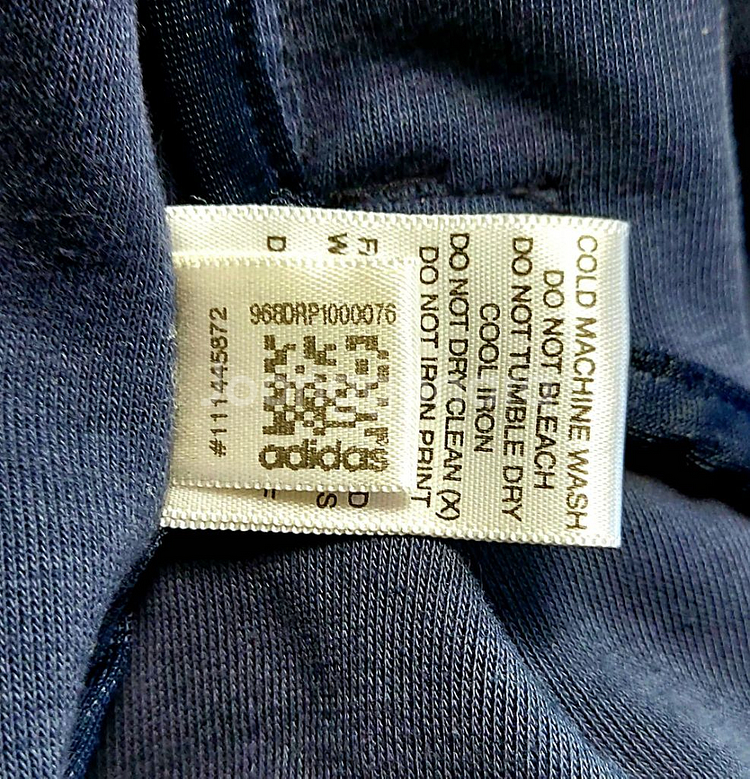 COLD MACHINE WASH
DO NOT BLEACH
DO NOT TUMBLE DRY
COOL IRON
DO NOT DRY CLEAN (X)
DO NOT IRON PRINT
968DRP1000076
adidas
#111445872